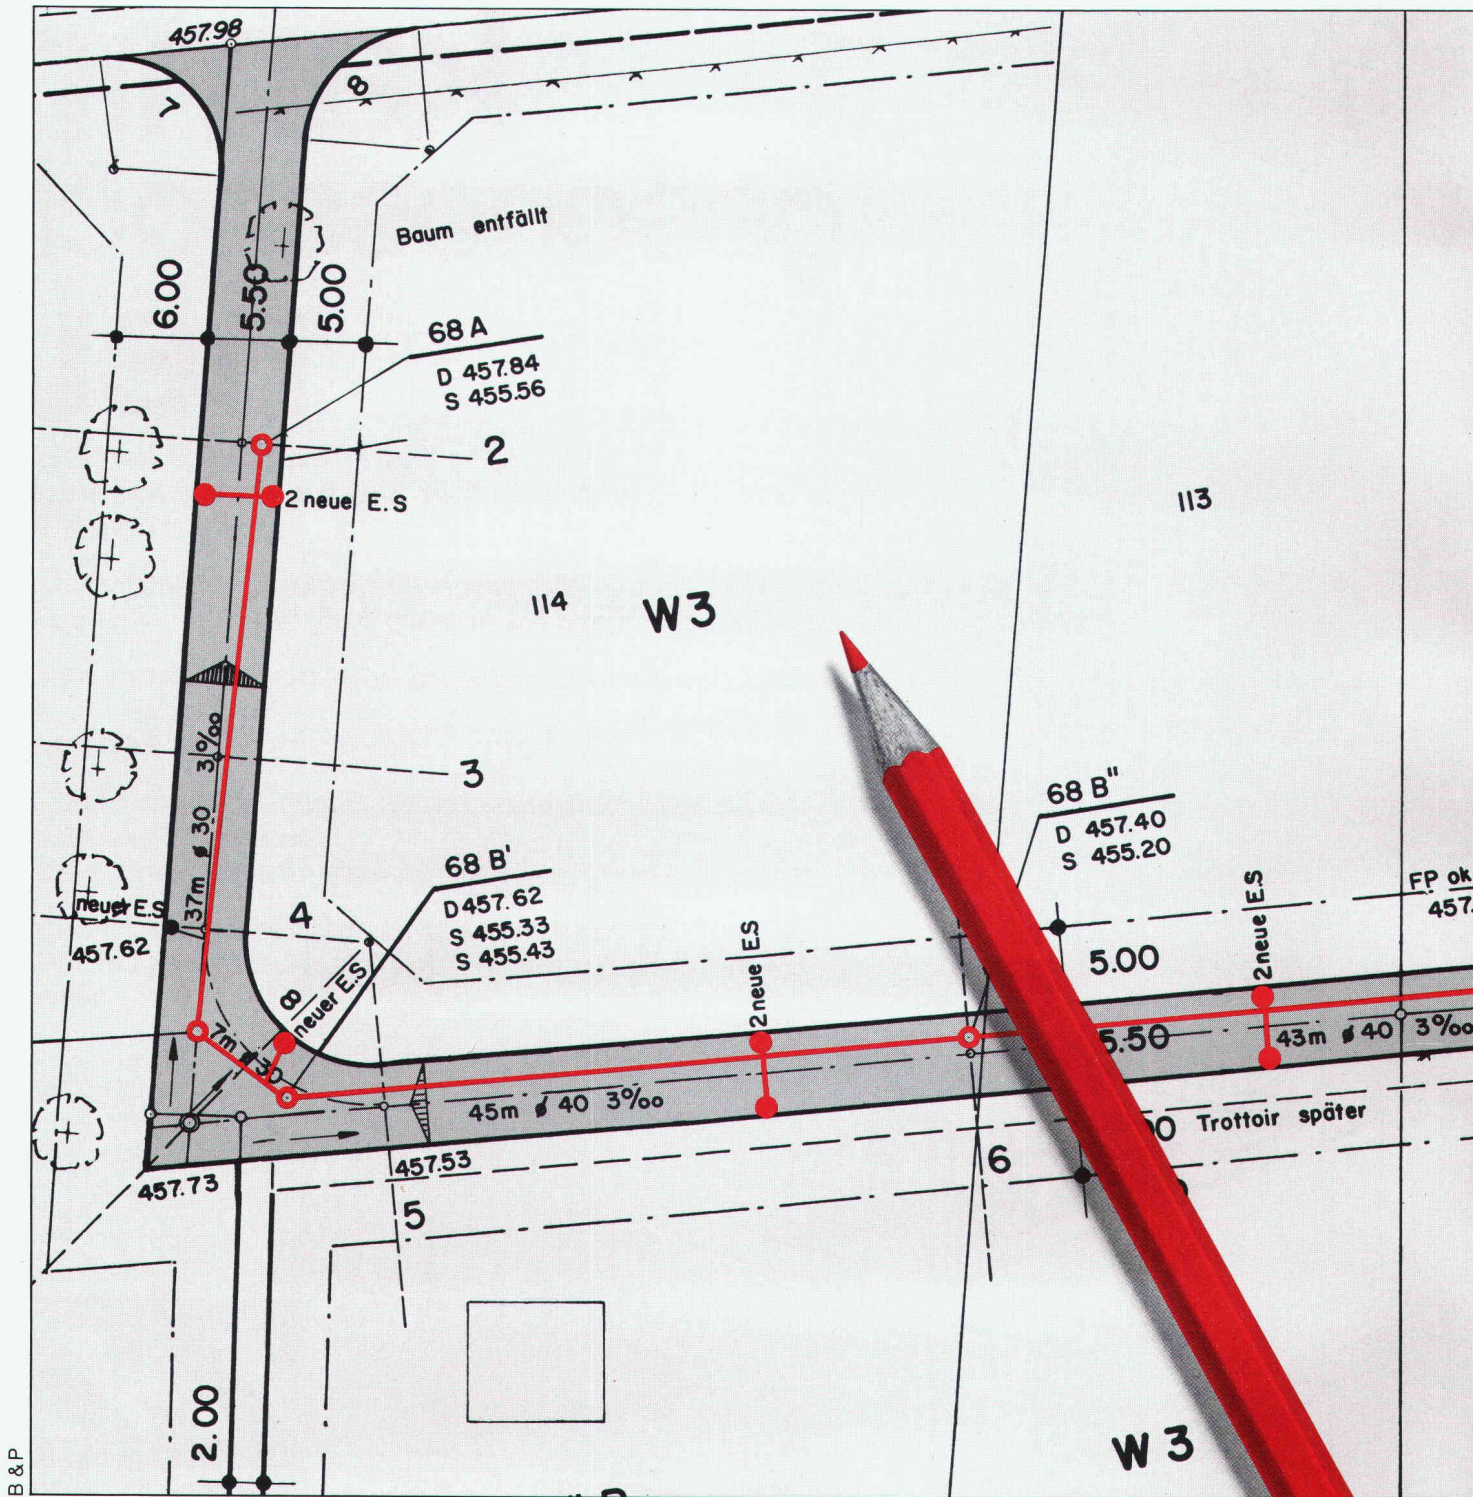 457.98
7
8
Baum entfällt
6.00
5.50
5.00
68 A
D 457.84
S 455.56
2
2 neue E.S
113
114
W 3
3
37m ø 30 3‰
68 B''
D 457.40
S 455.20
68 B'
D 457.62
S 455.33
S 455.43
neuer E.S
457.62
4
8
neuer E.S
2 neue E.S
2 neue E.S
FP ok
457.
5.00
7m ø 30
5.50
43m ø 40 3‰
45m ø 40 3‰
Trottoir später
457.73
457.53
5
6
2.00
W 3
B & P